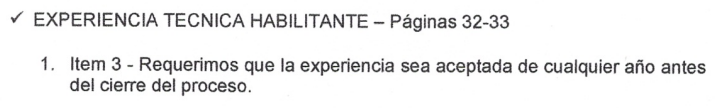 ✓ EXPERIENCIA TECNICA HABILITANTE – Páginas 32-33
1. Item 3 - Requerimos que la experiencia sea aceptada de cualquier año antes
del cierre del proceso.